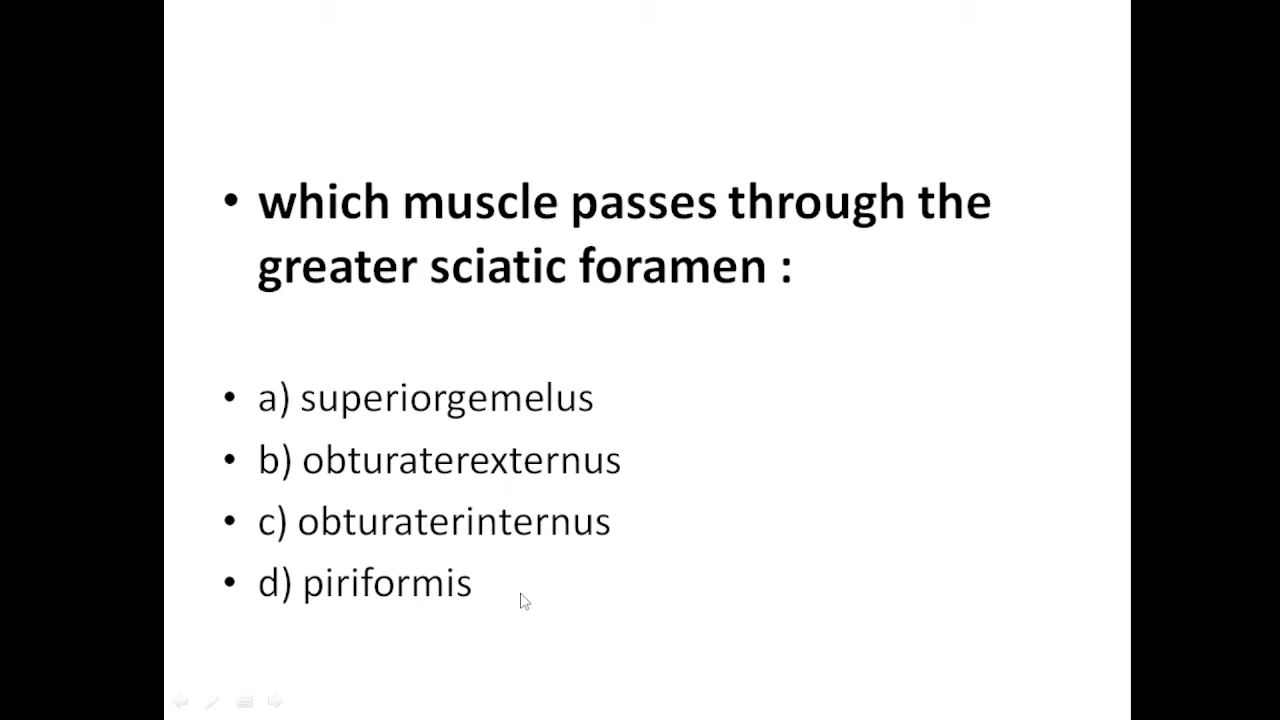 • which muscle passes through the
greater sciatic foramen :
• a) superiorgemelus
• b) obturaterexternus
• c) obturaterinternus
• d) piriformis